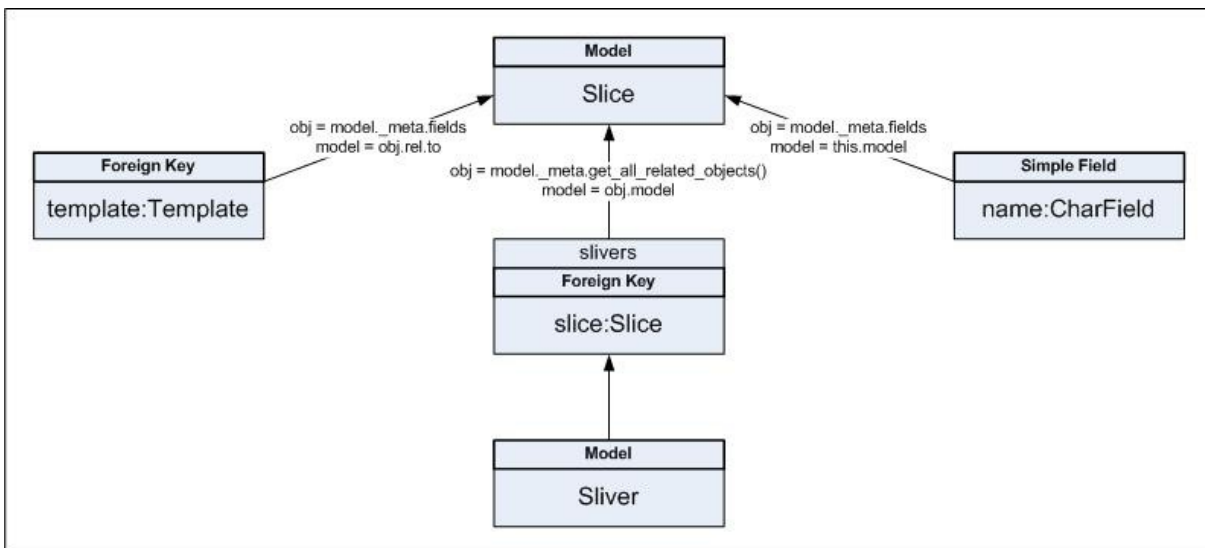 Model
Slice
obj = model._meta.fields
model = obj.rel.to
obj = model._meta.fields
model = this.model
Foreign Key
template:Template
obj = model._meta.get_all_related_objects()
model = obj.model
Simple Field
name:CharField
slivers
Foreign Key
slice:Slice
Model
Sliver